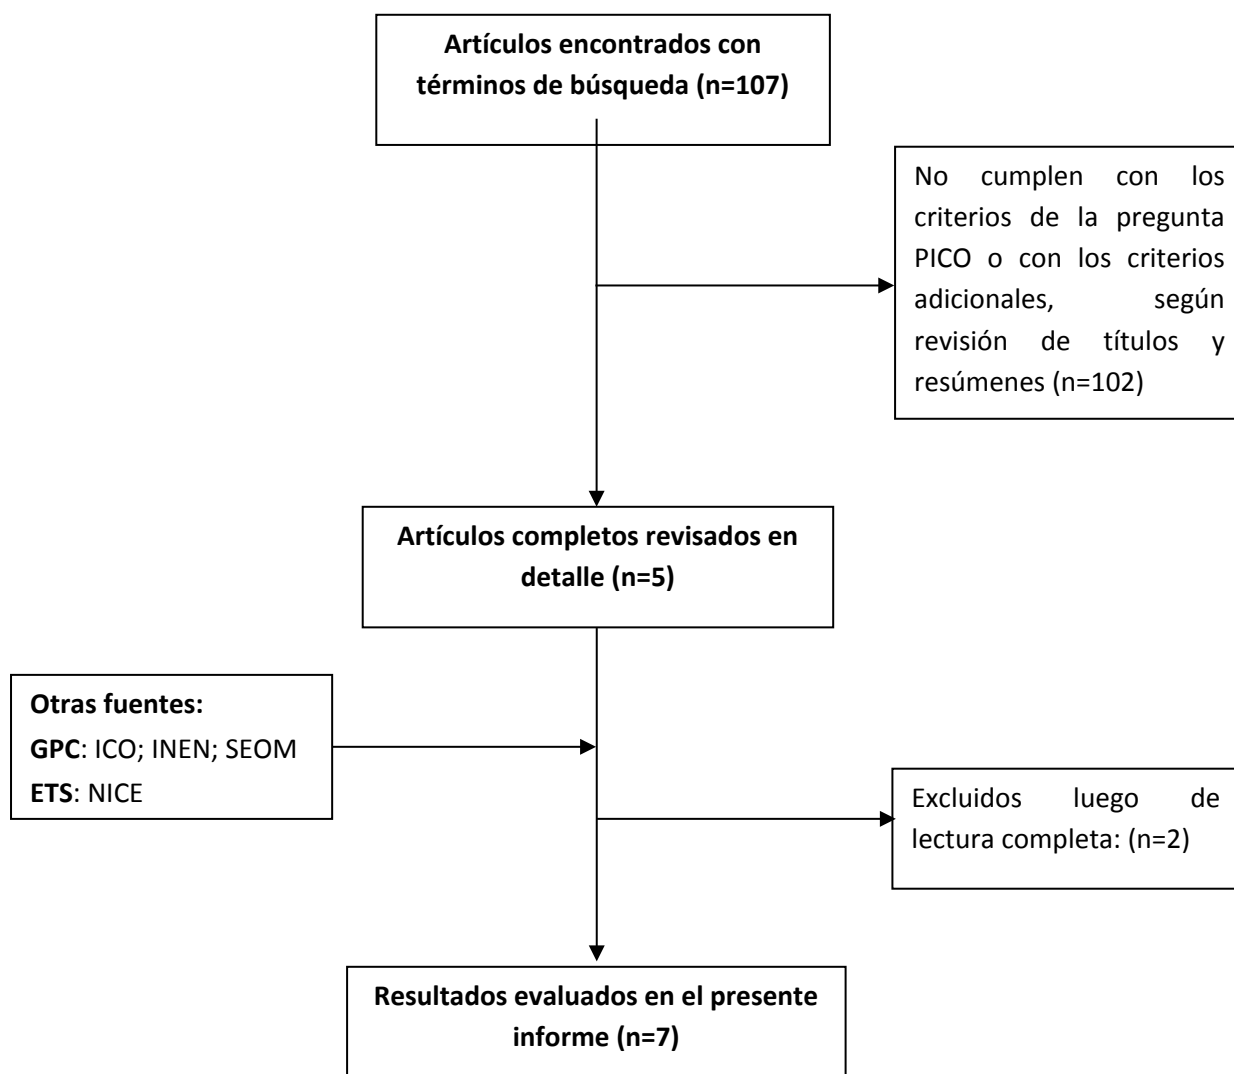 Artículos encontrados con
términos de búsqueda (n=107)
No cumplen con los
criterios de la pregunta
PICO o con los criterios
adicionales, según
revisión de títulos y
resúmenes (n=102)
Artículos completos revisados en
detalle (n=5)
Otras fuentes:
GPC: ICO; INEN; SEOM
ETS: NICE
Excluidos luego de
lectura completa: (n=2)
Resultados evaluados en el presente
informe (n=7)